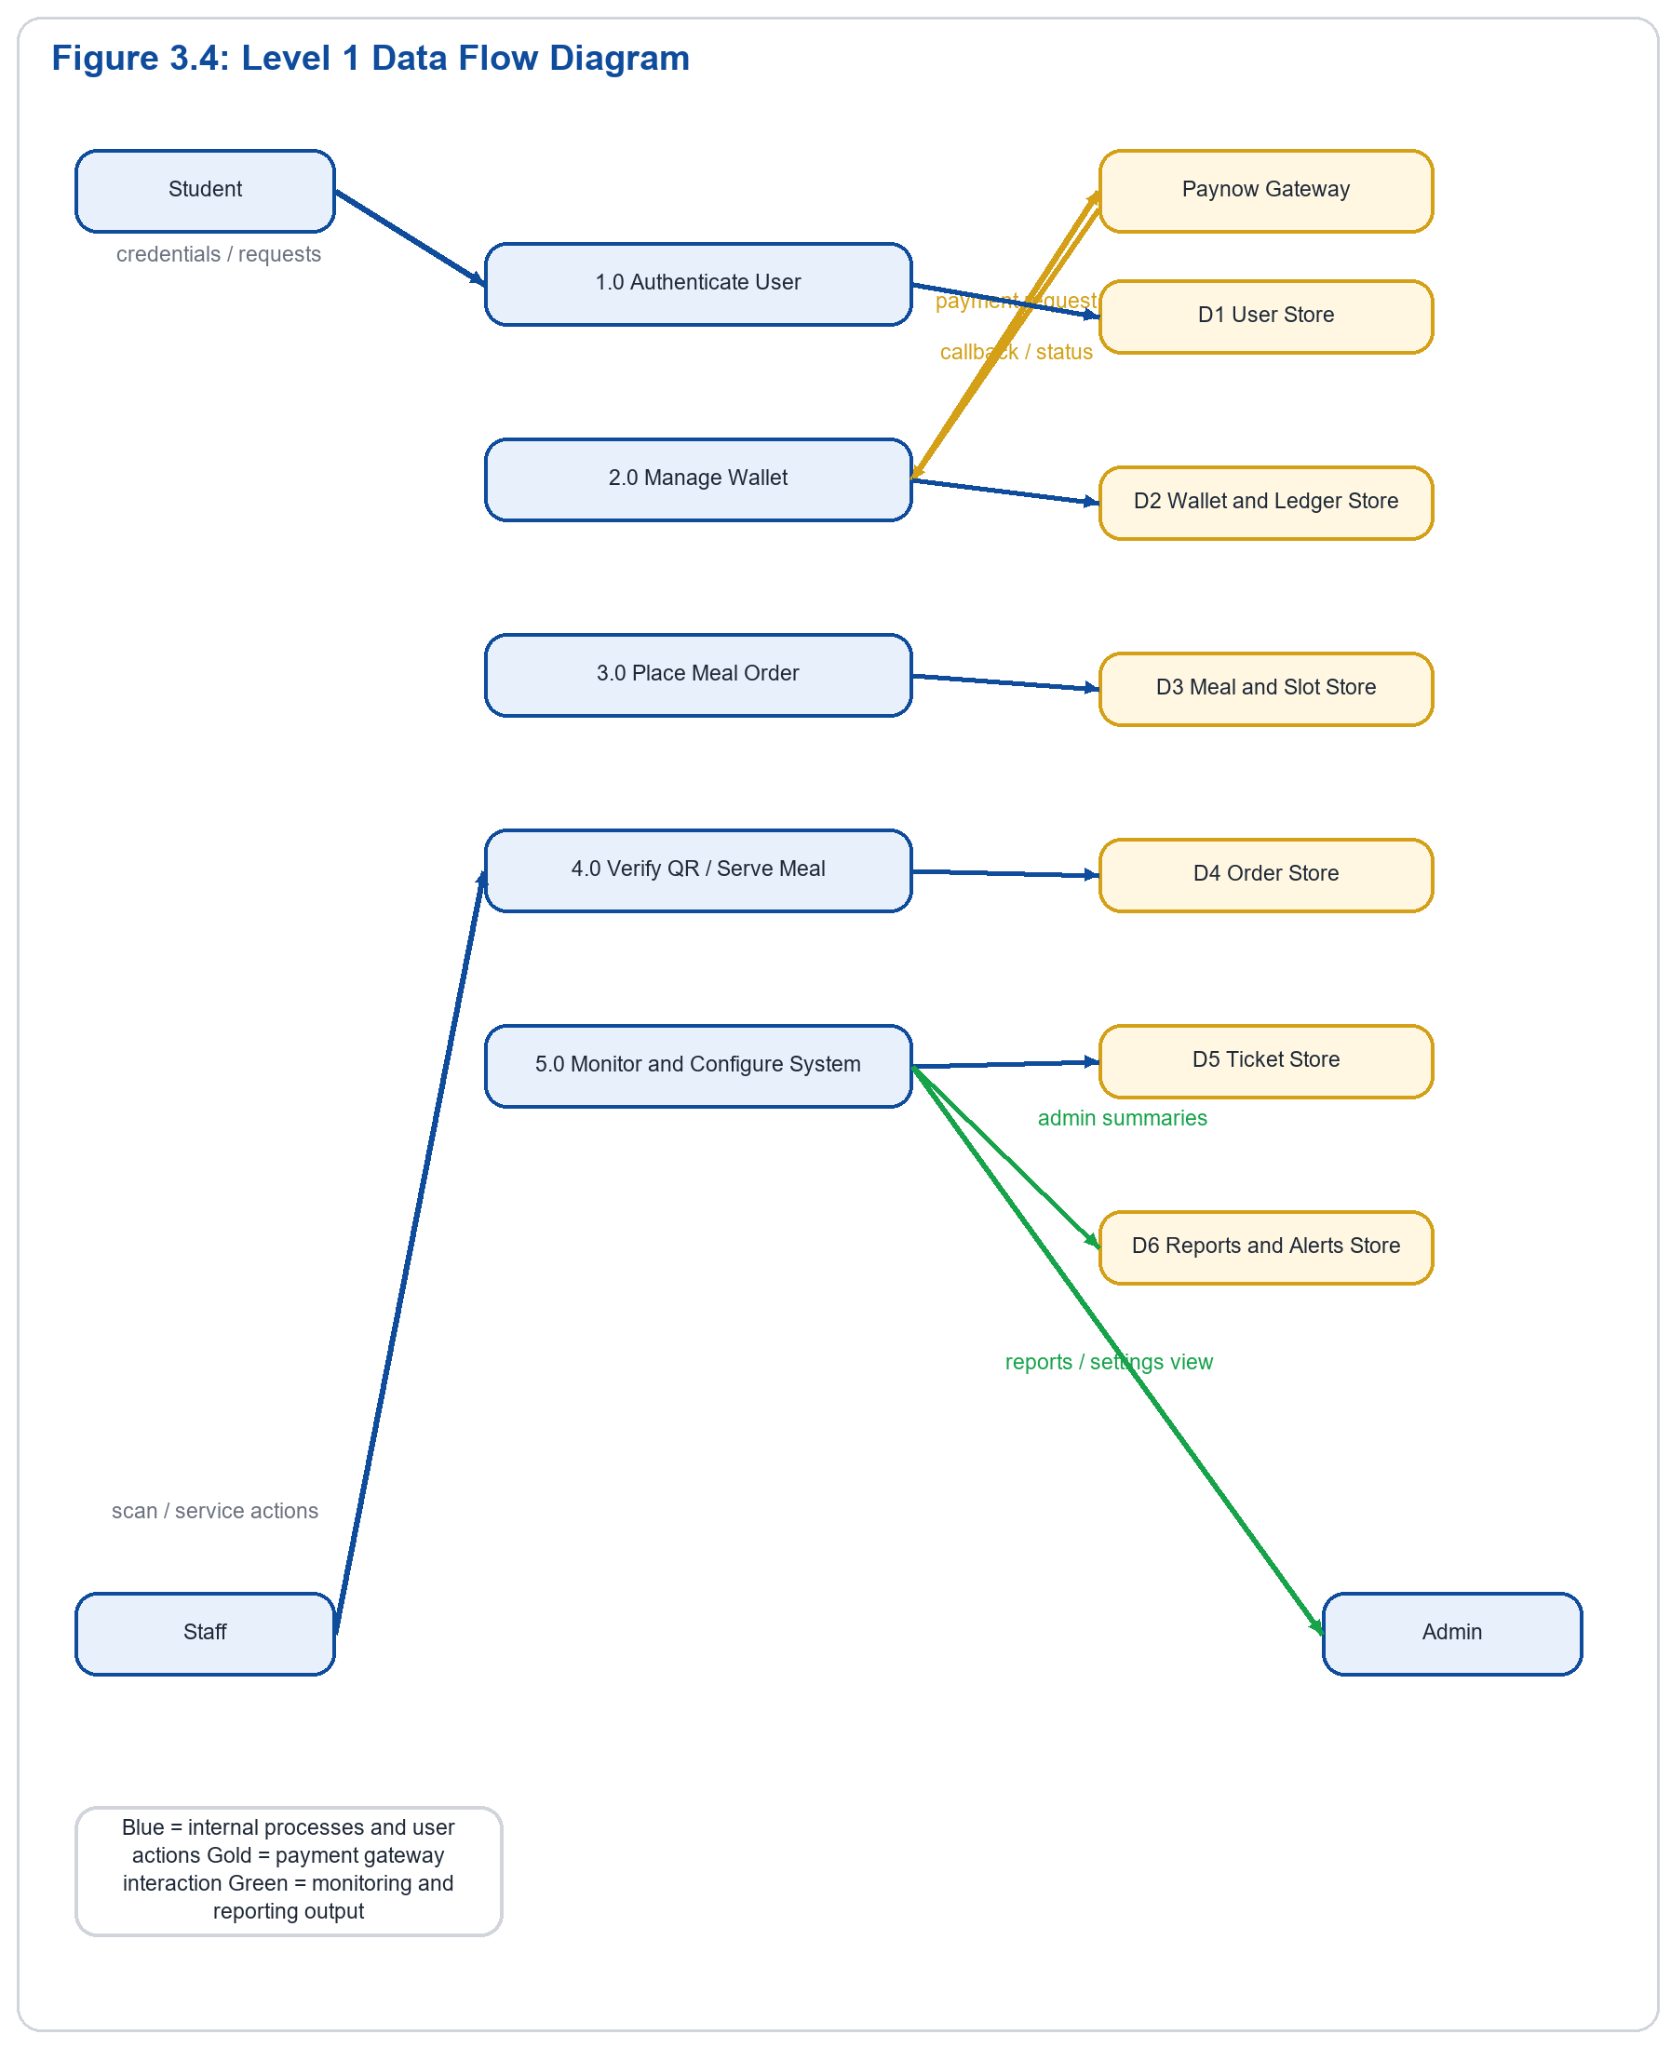 Figure 3.4: Level 1 Data Flow Diagram
Student
Paynow Gateway
credentials / requests
1.0 Authenticate User
payment request
D1 User Store
callback / status
2.0 Manage Wallet
D2 Wallet and Ledger Store
3.0 Place Meal Order
D3 Meal and Slot Store
4.0 Verify QR / Serve Meal
D4 Order Store
5.0 Monitor and Configure System
D5 Ticket Store
admin summaries
D6 Reports and Alerts Store
reports / settings view
scan / service actions
Staff
Admin
Blue = internal processes and user
actions Gold = payment gateway
interaction Green = monitoring and
reporting output